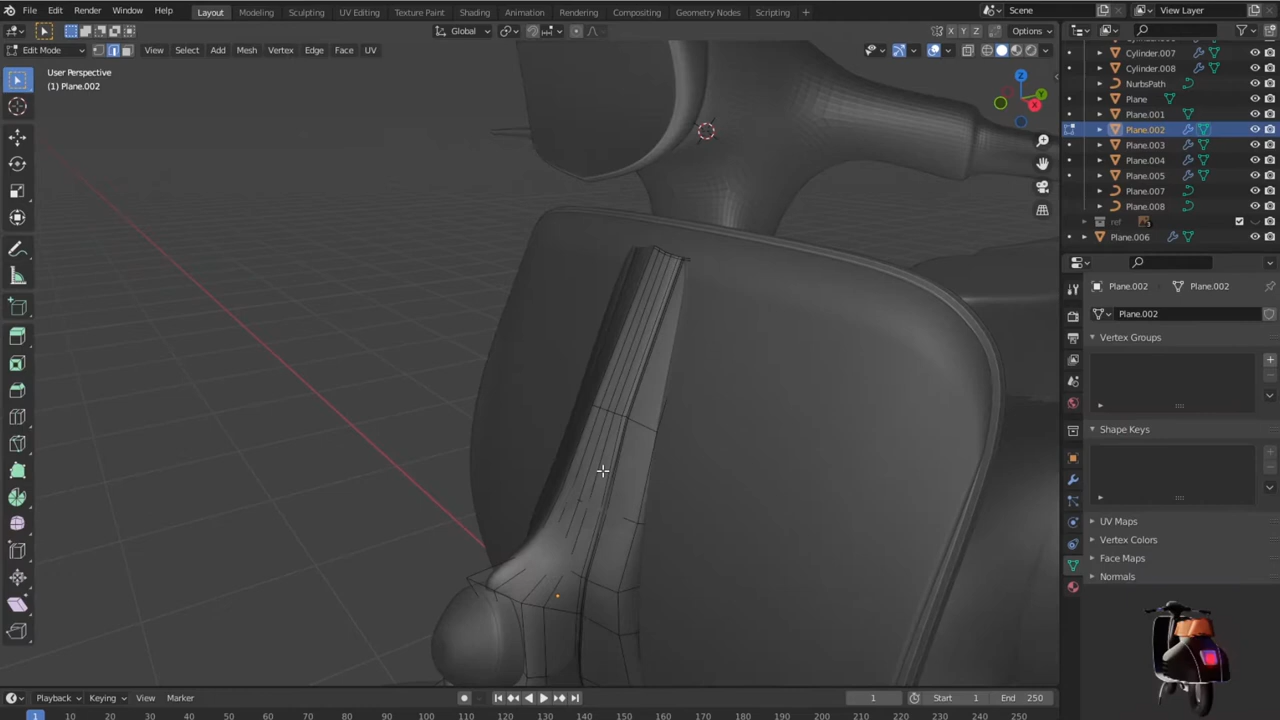 File Edit Render Window Help Layout Modeling Sculpting UV Editing Texture Paint Shading Animation Rendering Compositing Geometry Nodes Scripting + Scene View Layer
Global Options
Edit Mode View Select Add Mesh Vertex Edge Face UV X Y Z
User Perspective
(1) Plane.002
Z
Y
X
Cylinder.007
Cylinder.008
NurbsPath
Plane
Plane.001
Plane.002
Plane.003
Plane.004
Plane.005
Plane.007
Plane.008
ref
Plane.006
Plane.002 Plane.002
Plane.002
Vertex Groups
Shape Keys
UV Maps
Vertex Colors
Face Maps
Normals
Playback Keying View Marker 1 Start 1 End 250
1 10 20 30 40 50 60 70 80 90 100 110 120 130 140 150 160 170 180 190 200 210 220 230 240 250